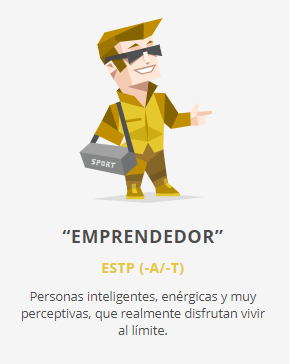 SPORT
“EMPRENDEDOR”
ESTP (-A/-T)
Personas inteligentes, enérgicas y muy
perceptivas, que realmente disfrutan vivir
al límite.